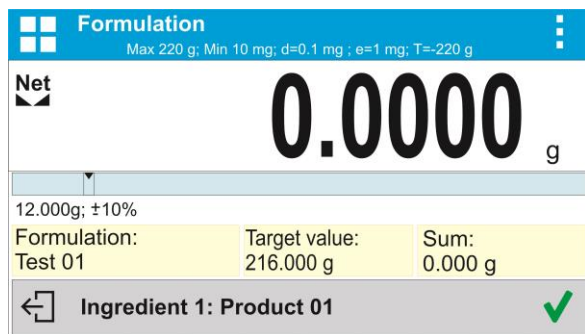 Formulation
Max 220 g; Min 10 mg; d=0.1 mg ; e=1 mg; T=-220 g
Net
0.0000 g
12.000g; ±10%
Formulation: Target value: Sum:
Test 01 216.000 g 0.000 g
Ingredient 1: Product 01